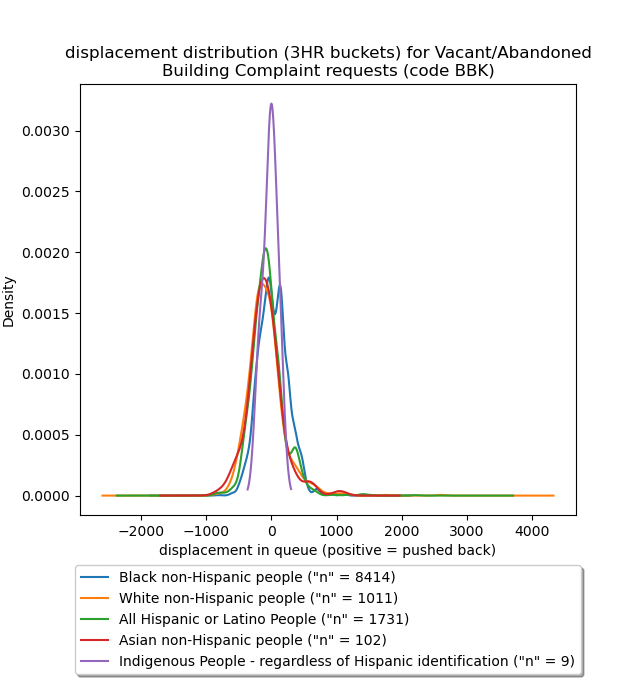 displacement distribution (3HR buckets) for Vacant/Abandoned
Building Complaint requests (code BBK)
0.0030
0.0025
0.0020
0.0015
0.0010
0.0005
0.0000
Density
−2000
−1000
0
1000
2000
3000
4000
displacement in queue (positive = pushed back)
Black non-Hispanic people ("n" = 8414)
White non-Hispanic people ("n" = 1011)
All Hispanic or Latino People ("n" = 1731)
Asian non-Hispanic people ("n" = 102)
Indigenous People - regardless of Hispanic identification ("n" = 9)